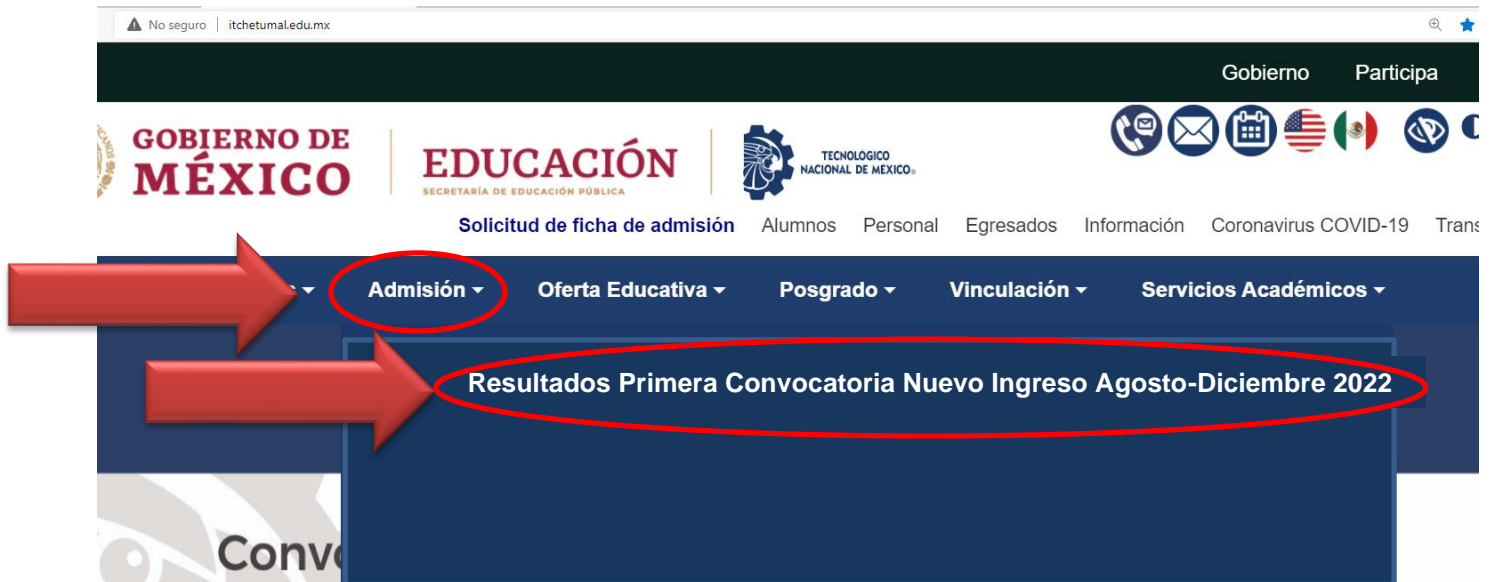 No seguro itchetumal.edu.mx
Gobierno Participa
GOBIERNO DE
MÉXICO
EDUCACIÓN
SECRETARÍA DE EDUCACIÓN PÚBLICA
TECNOLÓGICO
NACIONAL DE MÉXICO®
Solicitud de ficha de admisión Alumnos Personal Egresados Información Coronavirus COVID-19 Trans
Admisión Oferta Educativa Posgrado Vinculación Servicios Académicos
Resultados Primera Convocatoria Nuevo Ingreso Agosto-Diciembre 2022
Conv